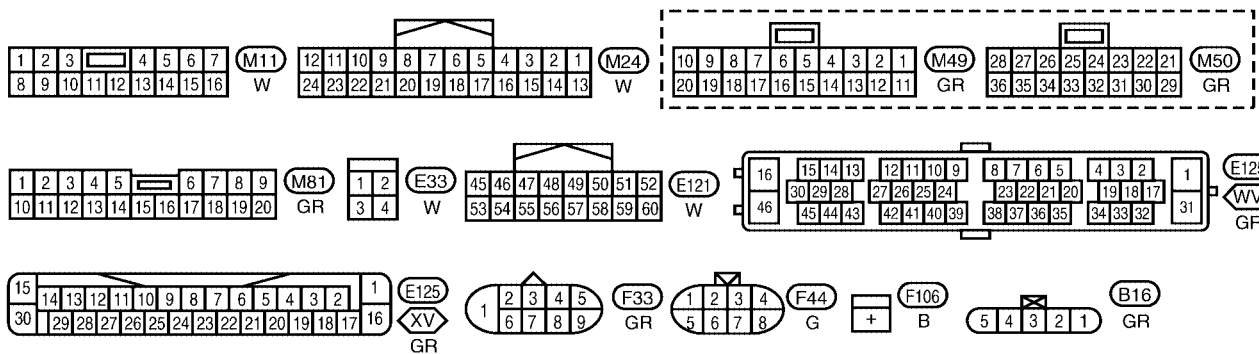 1 2 3 4 5 6 7 M11
8 9 10 11 12 13 14 15 16 W
12 11 10 9 8 7 6 5 4 3 2 1 M24
24 23 22 21 20 19 18 17 16 15 14 13 W
10 9 8 7 6 5 4 3 2 1 M49
20 19 18 17 16 15 14 13 12 11 GR
28 27 26 25 24 23 22 21 M50
36 35 34 33 32 31 30 29 GR
1 2 3 4 5 6 7 8 9 M81
10 11 12 13 14 15 16 17 18 19 20 GR
1 2 E33
3 4 W
45 46 47 48 49 50 51 52 E121
53 54 55 56 57 58 59 60 W
16 15 14 13 12 11 10 9 8 7 6 5 4 3 2 1
30 29 28 27 26 25 24 23 22 21 20 19 18 17 WV
46 45 44 43 42 41 40 39 38 37 36 35 34 33 32 31 GR
15 14 13 12 11 10 9 8 7 6 5 4 3 2 1 E125
30 29 28 27 26 25 24 23 22 21 20 19 18 17 16 XV
GR
1 2 3 4 5 F33
6 7 8 9 GR
1 2 3 4 F44
5 6 7 8 G
+ F106
B
5 4 3 2 1 B16
GR